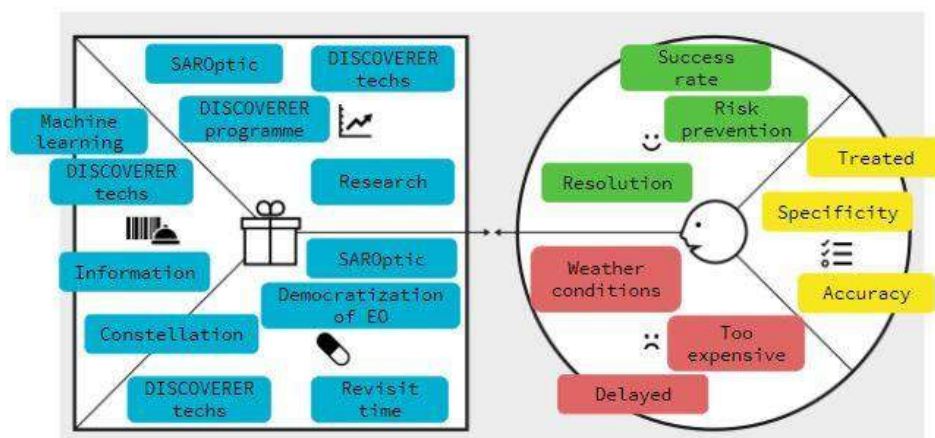 SAROptic
DISCOVERER
techs
DISCOVERER
programme
Machine
learning
DISCOVERER
techs
Research
Information
SAROptic
Democratization
of EO
Constellation
DISCOVERER
techs
Revisit
time
Success
rate
Risk
prevention
Resolution
Treated
Specificity
Accuracy
Weather
conditions
Too
expensive
Delayed